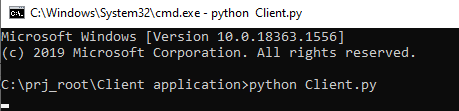 C:\Windows\System32\cmd.exe - python  Client.py
Microsoft Windows [Version 10.0.18363.1556]
(c) 2019 Microsoft Corporation. All rights reserved.
C:\prj_root\Client application>python Client.py